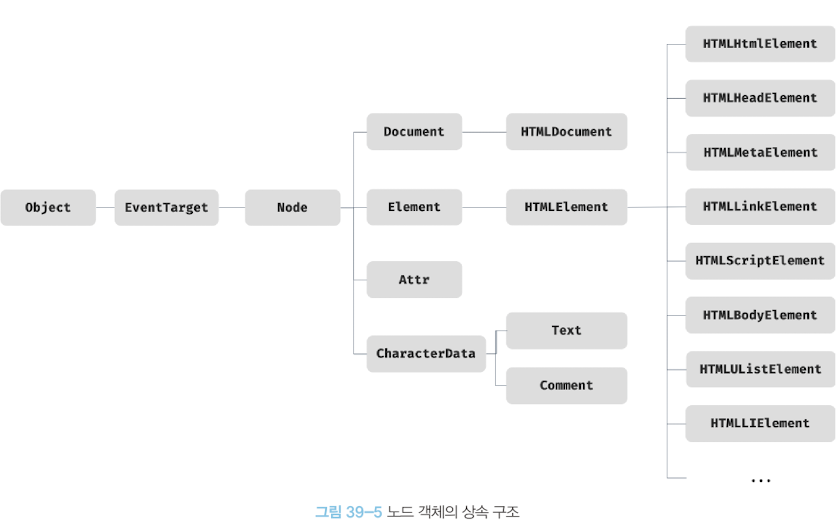 HTMLHtmlElement
HTMLHeadElement
Document
HTMLDocument
HTMLMetaElement
Object
EventTarget
Node
Element
HTMLElement
HTMLLinkElement
HTMLScriptElement
Attr
HTMLBodyElement
Text
CharacterData
HTMLUListElement
Comment
HTMLLIElement
...
그림 39-5 노드 객체의 상속 구조